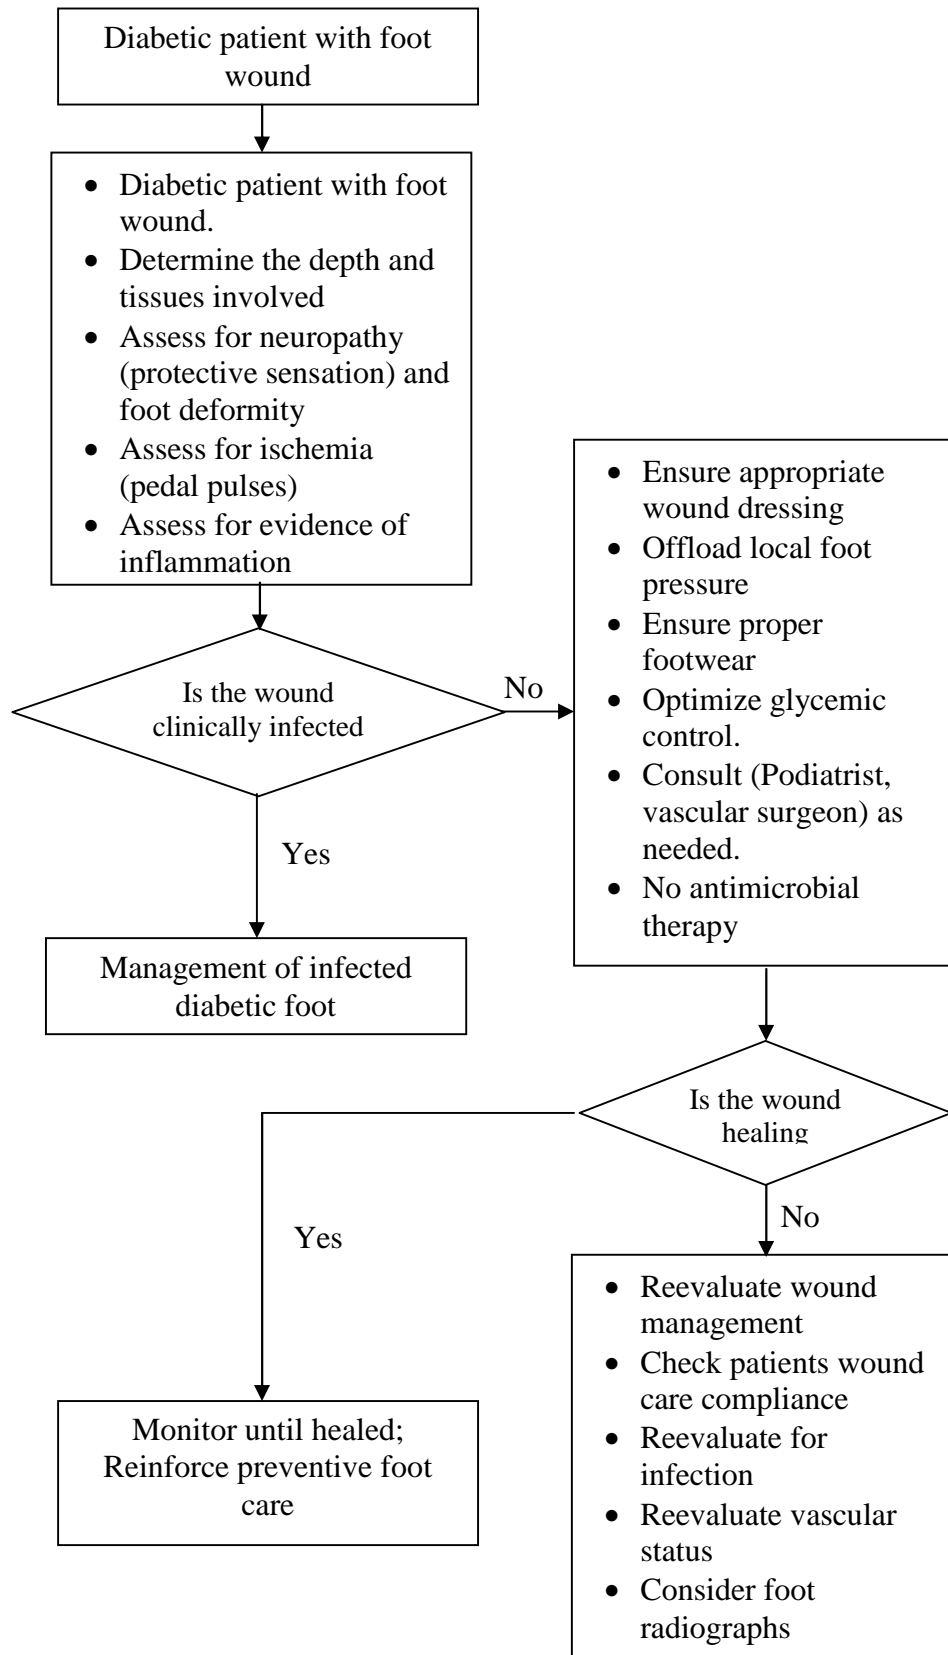 Diabetic patient with foot
wound
• Diabetic patient with foot
wound.
• Determine the depth and
tissues involved
• Assess for neuropathy
(protective sensation) and
foot deformity
• Assess for ischemia
(pedal pulses)
• Assess for evidence of
inflammation
Is the wound
clinically infected
No
• Ensure appropriate
wound dressing
• Offload local foot
pressure
• Ensure proper
footwear
• Optimize glycemic
control.
• Consult (Podiatrist,
vascular surgeon) as
needed.
• No antimicrobial
therapy
Yes
Management of infected
diabetic foot
Is the wound
healing
Yes
No
Monitor until healed;
Reinforce preventive foot
care
• Reevaluate wound
management
• Check patients wound
care compliance
• Reevaluate for
infection
• Reevaluate vascular
status
• Consider foot
radiographs